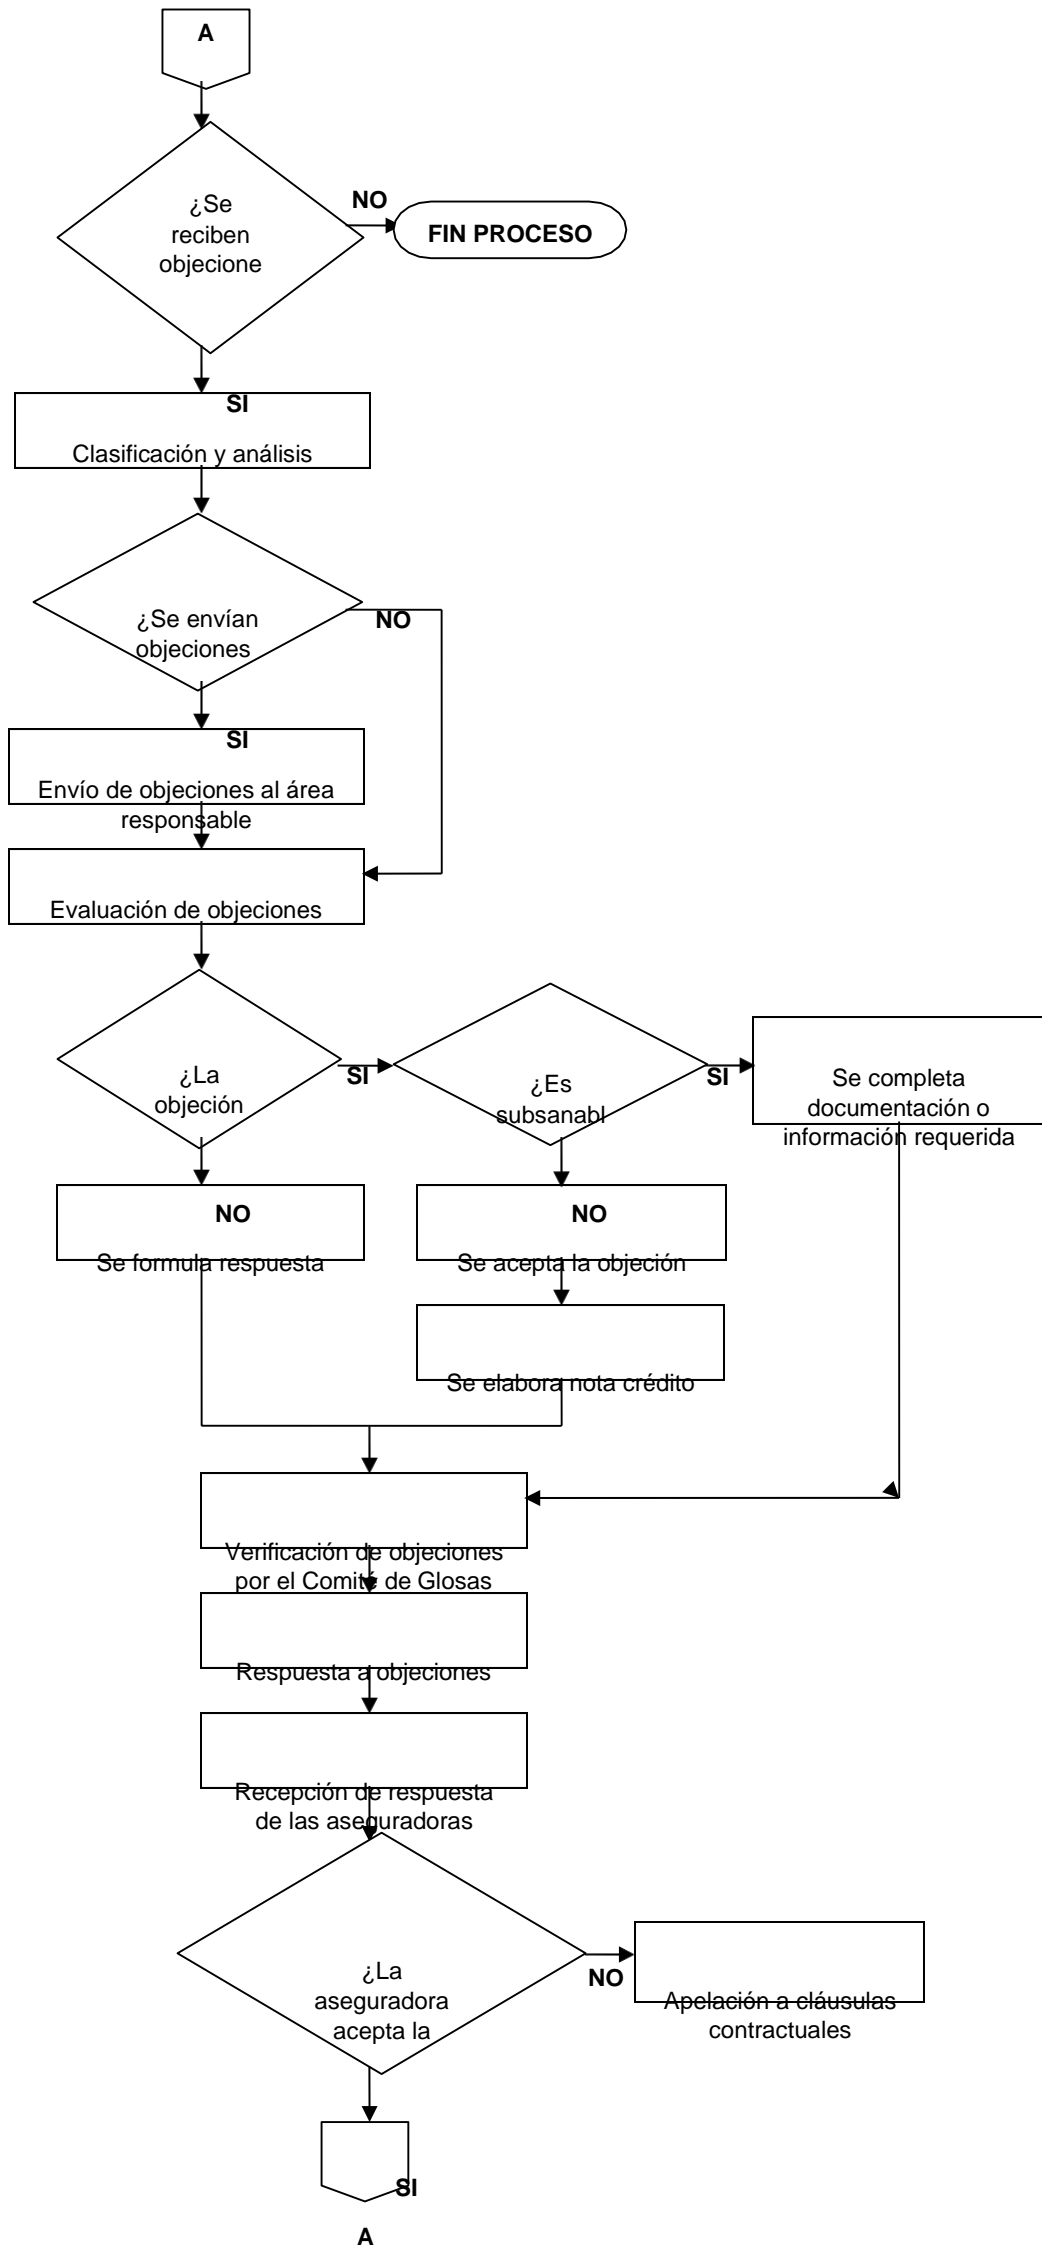 A
¿Se
reciben
objecione
NO
FIN PROCESO
SI
Clasificación y análisis
¿Se envían
objeciones
NO
SI
Envío de objeciones al área
responsable
Evaluación de objeciones
¿La
objeción
SI
¿Es
subsanabl
SI
Se completa
documentación o
información requerida
NO
Se formula respuesta
NO
Se acepta la objeción
Se elabora nota crédito
Verificación de objeciones
por el Comité de Glosas
Respuesta a objeciones
Recepción de respuesta
de las aseguradoras
¿La
aseguradora
acepta la
NO
Apelación a cláusulas
contractuales
SI
A